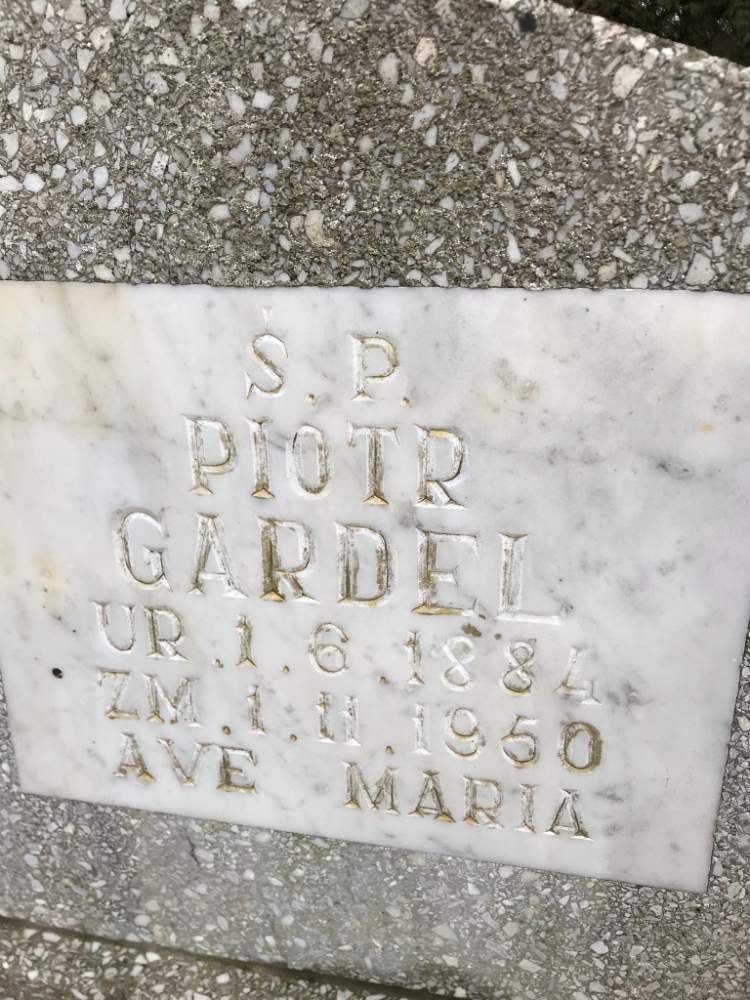 Ś. P.
PIOTR
GARDEL
UR. 1. 6. 1884
ZM. 1. 11. 1950
AVE MARIA